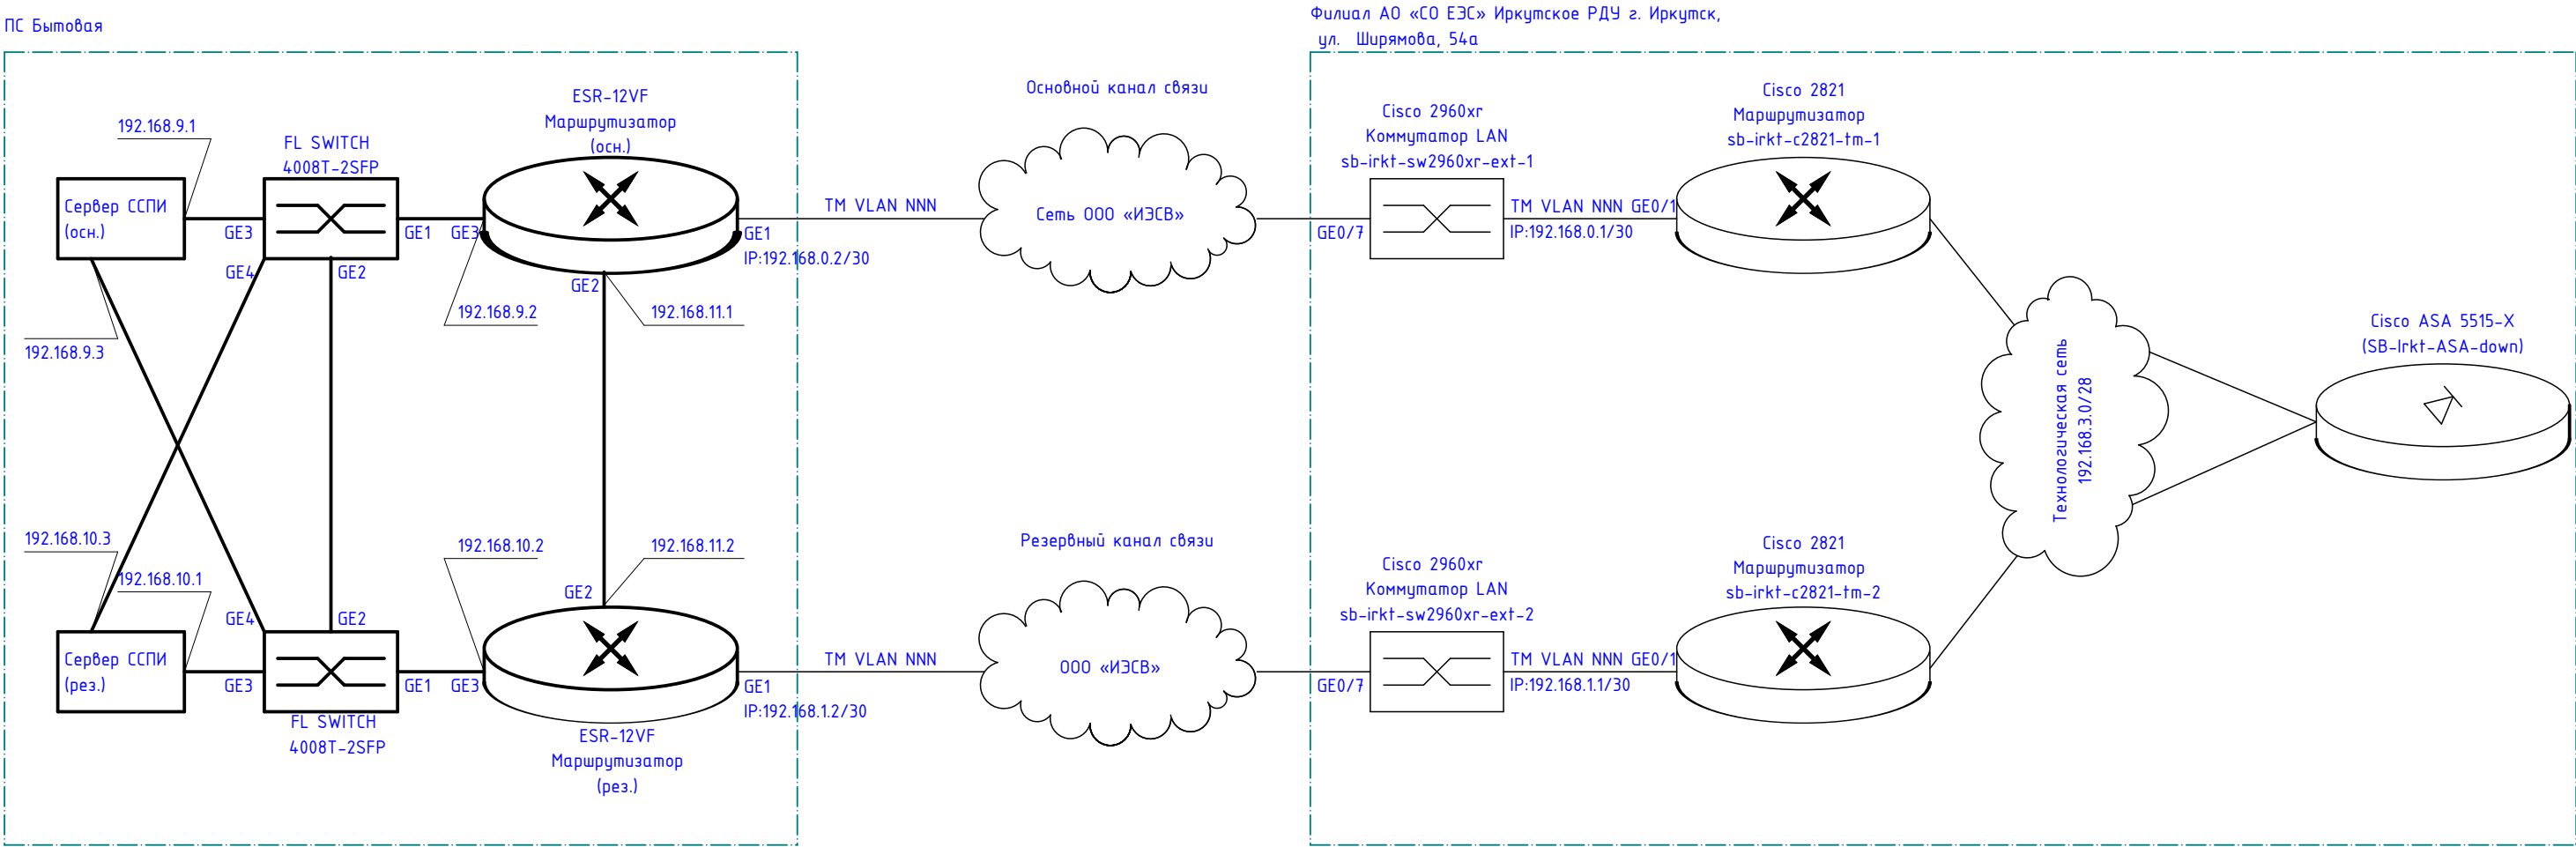 ПС Бытовая
Филиал АО «СО ЕЭС» Иркутское РДУ г. Иркутск,
ул. Ширямова, 54а
192.168.9.1
FL SWITCH
4008T-2SFP
ESR-12VF
Маршрутизатор
(осн.)
Сервер ССПИ
(осн.)
GE3
GE4
GE2
GE1
GE3
GE1
IP:192.168.0.2/30
GE2
192.168.9.2
192.168.11.1
192.168.9.3
TM VLAN NNN
Основной канал связи
Сеть ООО «ИЭСВ»
Cisco 2960xr
Коммутатор LAN
sb-irkt-sw2960xr-ext-1
GE0/7
TM VLAN NNN GE0/1
IP:192.168.0.1/30
Cisco 2821
Маршрутизатор
sb-irkt-c2821-tm-1
Технологическая сеть
192.168.3.0/28
Cisco ASA 5515-X
(SB-Irkt-ASA-down)
192.168.10.3
192.168.10.1
192.168.10.2
192.168.11.2
GE2
GE4
GE2
Сервер ССПИ
(рез.)
GE3
GE1
GE3
FL SWITCH
4008T-2SFP
ESR-12VF
Маршрутизатор
(рез.)
GE1
IP:192.168.1.2/30
TM VLAN NNN
Резервный канал связи
ООО «ИЭСВ»
Cisco 2960xr
Коммутатор LAN
sb-irkt-sw2960xr-ext-2
GE0/7
TM VLAN NNN GE0/1
IP:192.168.1.1/30
Cisco 2821
Маршрутизатор
sb-irkt-c2821-tm-2